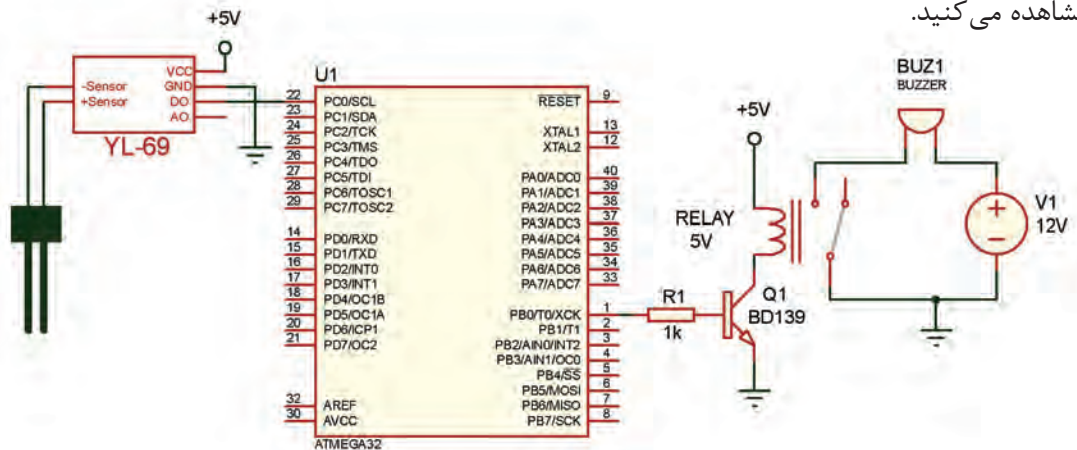 مشاهده می‌کنید.
+5V
-Sensor
+Sensor
VCC
GND
DO
AO
YL-69
U1
22 PC0/SCL
23 PC1/SDA
24 PC2/TCK
25 PC3/TMS
26 PC4/TDO
27 PC5/TDI
28 PC6/TOSC1
29 PC7/TOSC2
14 PD0/RXD
15 PD1/TXD
16 PD2/INT0
17 PD3/INT1
18 PD4/OC1B
19 PD5/OC1A
20 PD6/ICP1
21 PD7/OC2
32 AREF
30 AVCC
RESET 9
XTAL1 13
XTAL2 12
PA0/ADC0 40
PA1/ADC1 39
PA2/ADC2 38
PA3/ADC3 37
PA4/ADC4 36
PA5/ADC5 35
PA6/ADC6 34
PA7/ADC7 33
PB0/T0/XCK 1
PB1/T1 2
PB2/AIN0/INT2 3
PB3/AIN1/OC0 4
PB4/SS 5
PB5/MOSI 6
PB6/MISO 7
PB7/SCK 8
ATMEGA32
R1
1k
+5V
RELAY
5V
Q1
BD139
BUZ1
BUZZER
V1
12V